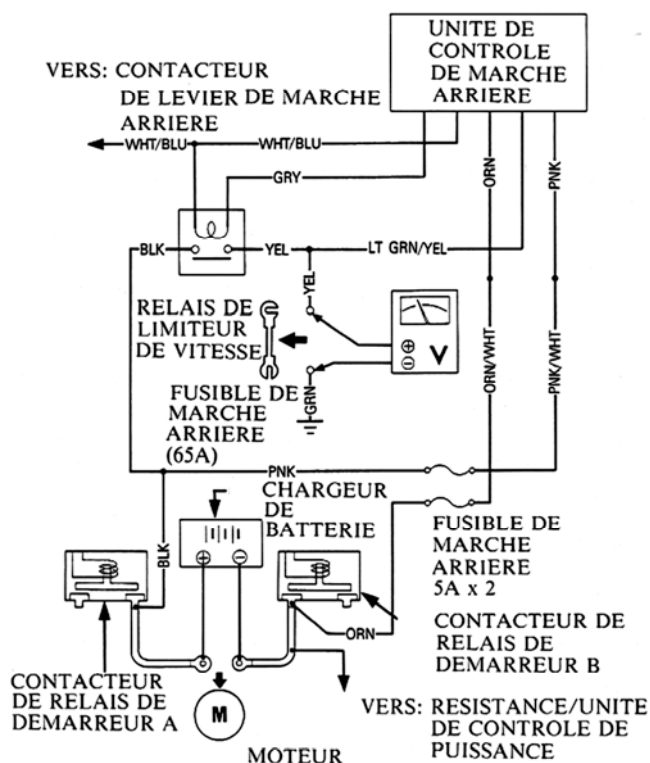 UNITE DE
CONTROLE
DE MARCHE
ARRIERE
VERS: CONTACTEUR
DE LEVIER DE MARCHE
ARRIERE
WHT/BLU
WHT/BLU
GRY
ORN
PNK
BLK
YEL
LT GRN/YEL
YEL
RELAIS DE
LIMITEUR
DE VITESSE
⊕
⊖ V
ORN/WHT
PNK/WHT
FUSIBLE DE
MARCHE
ARRIERE
(65A)
GRN
PNK
CHARGEUR
DE
BATTERIE
FUSIBLE DE
MARCHE
ARRIERE
5A x 2
BLK
⊕ ⊖
ORN
CONTACTEUR DE
RELAIS DE
DEMARREUR B
CONTACTEUR
DE RELAIS DE
DEMARREUR A
M
MOTEUR
VERS: RESISTANCE/UNITE
DE CONTROLE DE
PUISSANCE